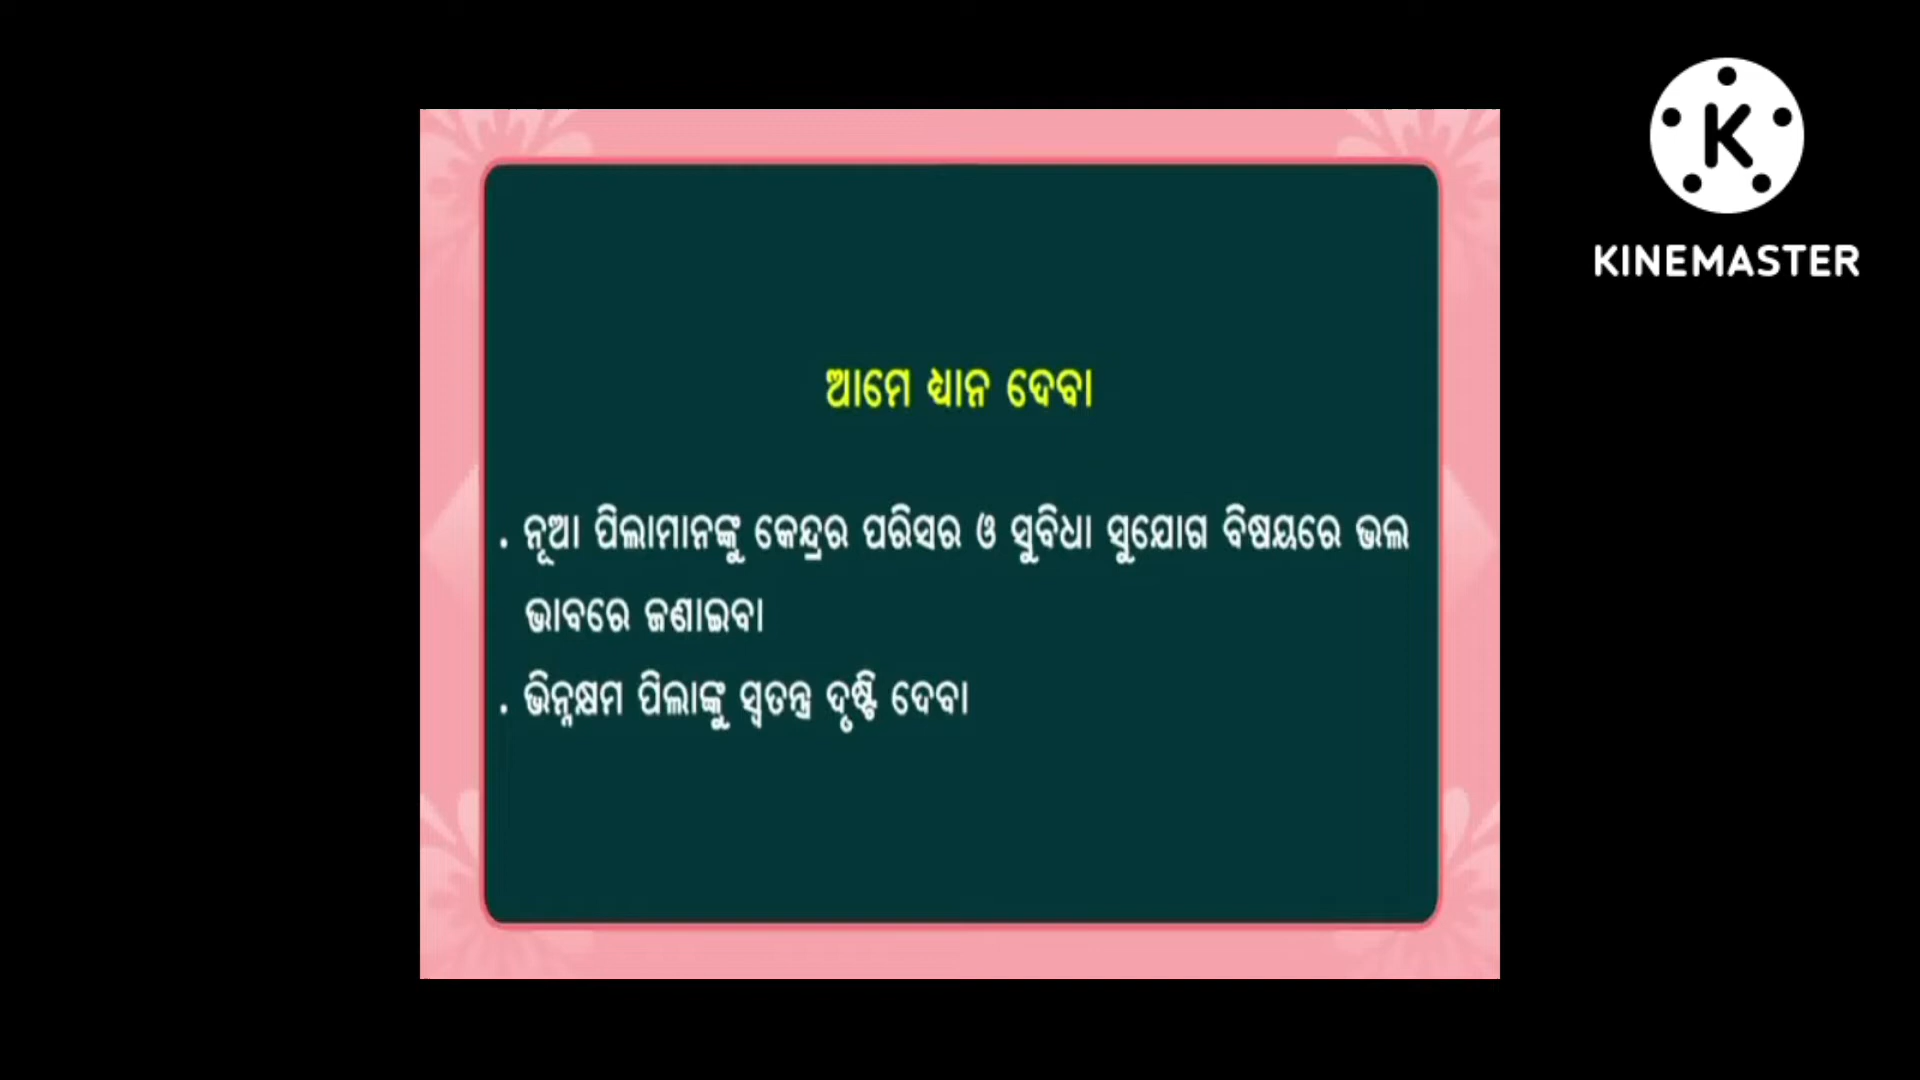 KINEMASTER
ଆମେ ଧ୍ୟାନ ଦେବା
. ନୂଆ ପିଲାମାନଙ୍କୁ କେନ୍ଦ୍ରର ପରିସର ଓ ସୁବିଧା ସୁଯୋଗ ବିଷୟରେ ଭଲ
ଭାବରେ ଜଣାଇବା
. ଭିନ୍ନକ୍ଷମ ପିଲାଙ୍କୁ ସ୍ୱତନ୍ତ୍ର ଦୃଷ୍ଟି ଦେବା